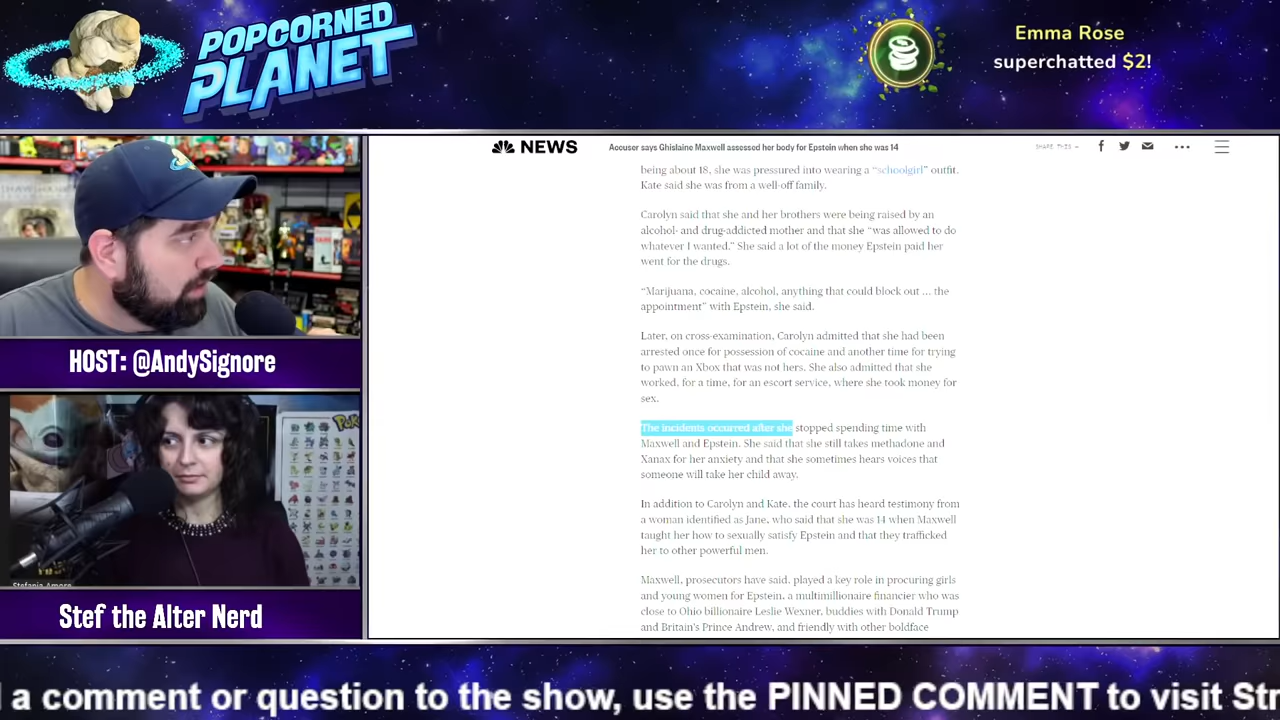 POPCORNED
PLANET
Emma Rose
superchatted $2!
NEWS
Accuser says Ghislaine Maxwell assessed her body for Epstein when she was 14
SHARE THIS
being about 18, she was pressured into wearing a “schoolgirl” outfit.
Kate said she was from a well-off family.
Carolyn said that she and her brothers were being raised by an
alcohol- and drug-addicted mother and that she “was allowed to do
whatever I wanted.” She said a lot of the money Epstein paid her
went for the drugs.
“Marijuana, cocaine, alcohol, anything that could block out ... the
appointment” with Epstein, she said.
Later, on cross-examination, Carolyn admitted that she had been
arrested once for possession of cocaine and another time for trying
to pawn an Xbox that was not hers. She also admitted that she
worked, for a time, for an escort service, where she took money for
sex.
The incidents occurred after she stopped spending time with
Maxwell and Epstein. She said that she still takes methadone and
Xanax for her anxiety and that she sometimes hears voices that
someone will take her child away.
In addition to Carolyn and Kate, the court has heard testimony from
a woman identified as Jane, who said that she was 14 when Maxwell
taught her how to sexually satisfy Epstein and that they trafficked
her to other powerful men.
Maxwell, prosecutors have said, played a key role in procuring girls
and young women for Epstein, a multimillionaire financier who was
close to Ohio billionaire Leslie Wexner, buddies with Donald Trump
and Britain's Prince Andrew, and friendly with other boldface
HOST: @AndySignore
Pok
Stefania Amore
Stef the Alter Nerd
a comment or question to the show, use the PINNED COMMENT to visit Str